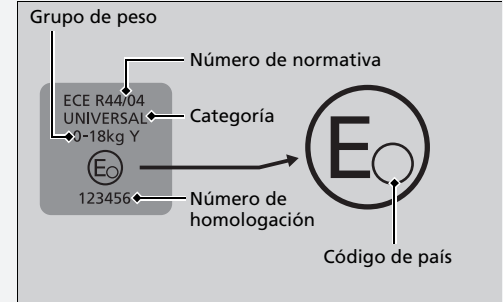 Grupo de peso
Número de normativa
ECE R44/04
UNIVERSAL
Categoría
0-18kg Y
E
E
123456
Número de
homologación
Código de país